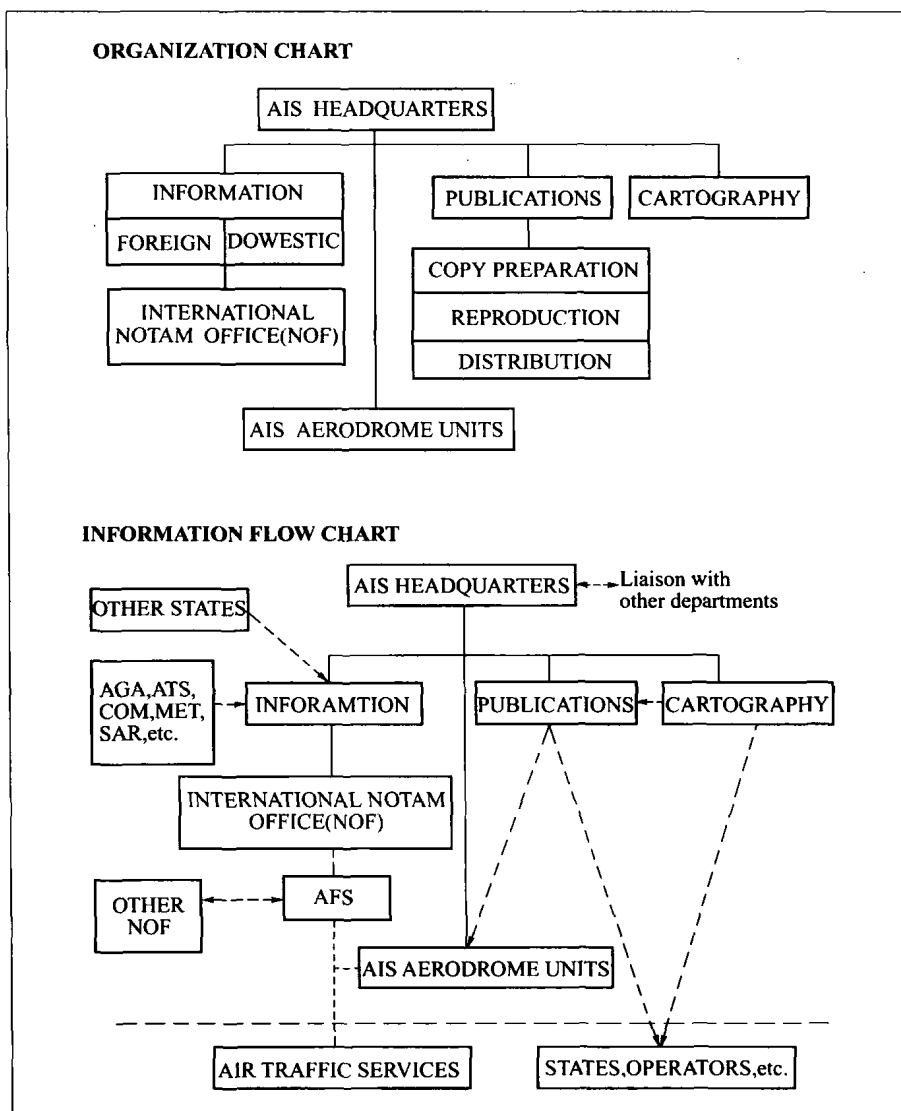 ORGANIZATION CHART
AIS HEADQUARTERS
INFORMATION
PUBLICATIONS
CARTOGRAPHY
FOREIGN
DOWESTIC
COPY PREPARATION
INTERNATIONAL
NOTAM OFFICE(NOF)
REPRODUCTION
DISTRIBUTION
AIS AERODROME UNITS
INFORMATION FLOW CHART
AIS HEADQUARTERS
Liaison with
other departments
OTHER STATES
AGA,ATS,
COM,MET,
SAR,etc.
INFORAMTION
PUBLICATIONS
CARTOGRAPHY
INTERNATIONAL NOTAM
OFFICE(NOF)
OTHER
NOF
AFS
AIS AERODROME UNITS
AIR TRAFFIC SERVICES
STATES,OPERATORS,etc.